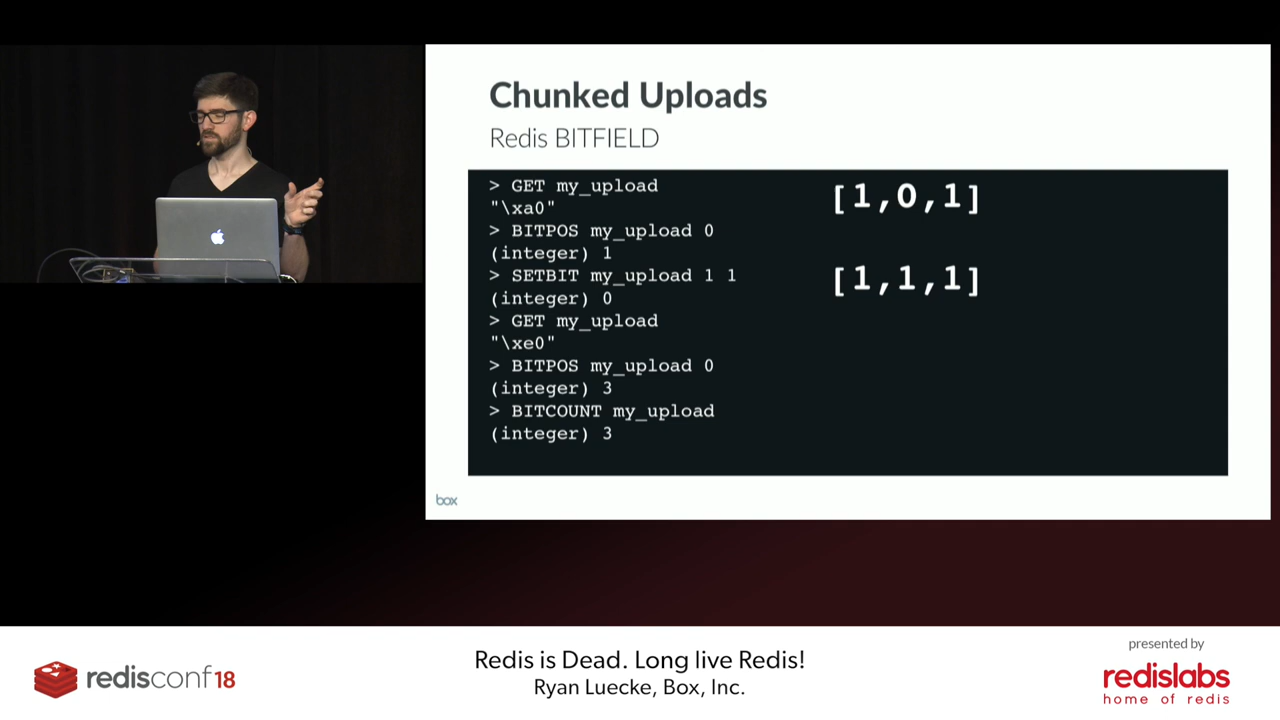 Chunked Uploads
Redis BITFIELD
> GET my_upload
"\xa0"
> BITPOS my_upload 0
(integer) 1
> SETBIT my_upload 1 1
(integer) 0
> GET my_upload
"\xe0"
> BITPOS my_upload 0
(integer) 3
> BITCOUNT my_upload
(integer) 3
[1,0,1]
[1,1,1]
box
redisconf18
Redis is Dead. Long live Redis!
Ryan Luecke, Box, Inc.
presented by
redislabs
home of redis